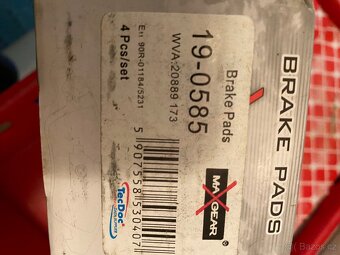 BRAKE PADS
MAXGEAR ®
Brake Pads
19-0585
WVA:20889 173
E11 90R-01184/5231
4 Pcs/set
5 907558 530407
TecDoc